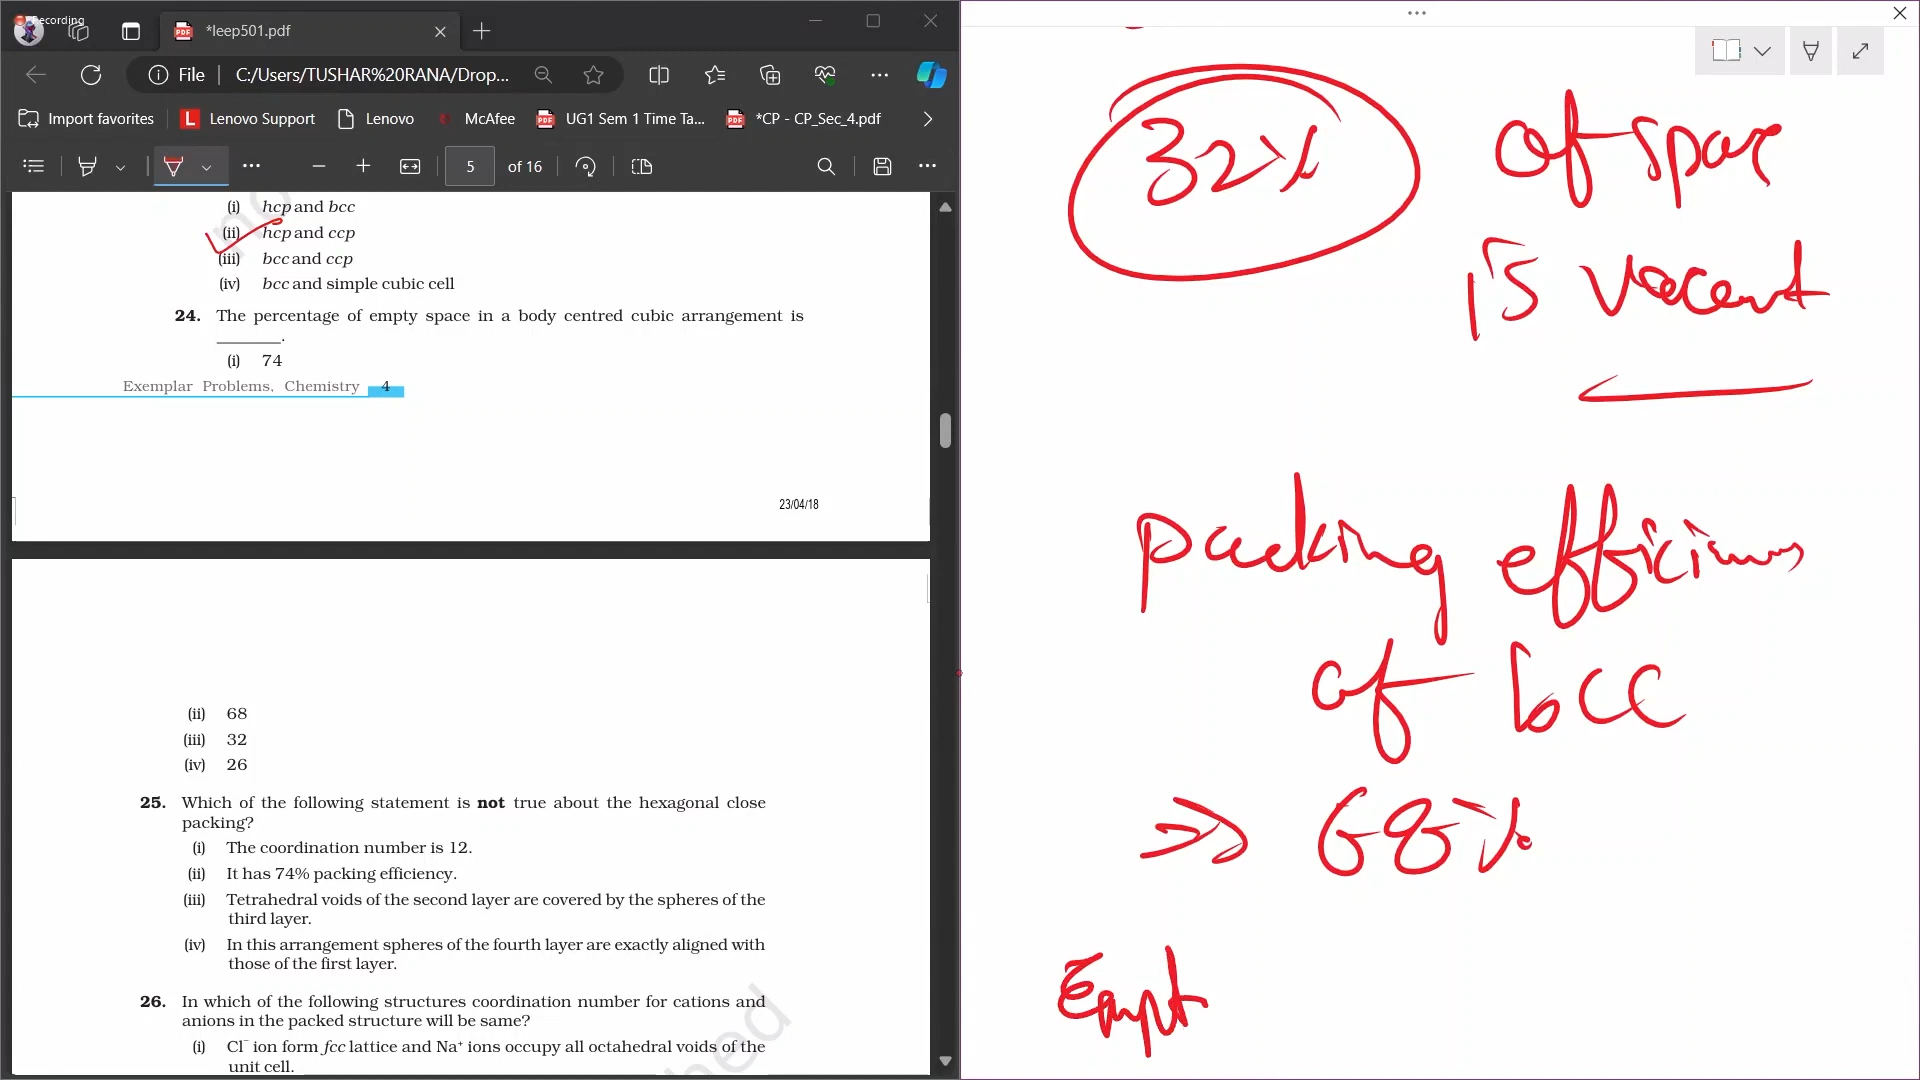 Recording
*leep501.pdf
File
C:/Users/TUSHAR%20RANA/Drop...
Import favorites
Lenovo Support
Lenovo
McAfee
UG1 Sem 1 Time Ta...
*CP - CP_Sec_4.pdf
5 of 16
(i) hcp and bcc
(ii) hcp and ccp
(iii) bcc and ccp
(iv) bcc and simple cubic cell
24. The percentage of empty space in a body centred cubic arrangement is
________.
(i) 74
Exemplar Problems, Chemistry 4
23/04/18
(ii) 68
(iii) 32
(iv) 26
25. Which of the following statement is not true about the hexagonal close
packing?
(i) The coordination number is 12.
(ii) It has 74% packing efficiency.
(iii) Tetrahedral voids of the second layer are covered by the spheres of the
third layer.
(iv) In this arrangement spheres of the fourth layer are exactly aligned with
those of the first layer.
26. In which of the following structures coordination number for cations and
anions in the packed structure will be same?
(i) Cl⁻ ion form fcc lattice and Na⁺ ions occupy all octahedral voids of the
unit cell.
32% of space
is vacent
packing efficiency
of bcc
⇒ 68%
Empt